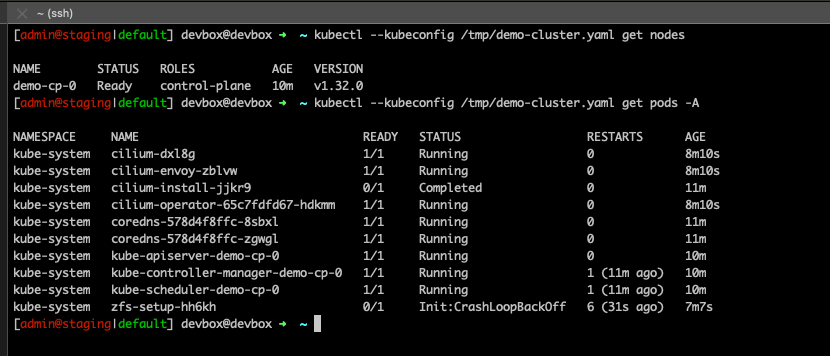 ~ (ssh)
[admin@staging|default] devbox@devbox ➜  ~ kubectl --kubeconfig /tmp/demo-cluster.yaml get nodes
NAME        STATUS   ROLES           AGE   VERSION
demo-cp-0   Ready    control-plane   10m   v1.32.0
[admin@staging|default] devbox@devbox ➜  ~ kubectl --kubeconfig /tmp/demo-cluster.yaml get pods -A
NAMESPACE     NAME                                READY   STATUS                  RESTARTS      AGE
kube-system   cilium-dxl8g                        1/1     Running                 0             8m10s
kube-system   cilium-envoy-zblvw                  1/1     Running                 0             8m10s
kube-system   cilium-install-jjkr9                0/1     Completed               0             11m
kube-system   cilium-operator-65c7fdfd67-hdkmm    1/1     Running                 0             8m10s
kube-system   coredns-578d4f8ffc-8sbxl            1/1     Running                 0             11m
kube-system   coredns-578d4f8ffc-zgwgl            1/1     Running                 0             11m
kube-system   kube-apiserver-demo-cp-0            1/1     Running                 0             10m
kube-system   kube-controller-manager-demo-cp-0   1/1     Running                 1 (11m ago)   10m
kube-system   kube-scheduler-demo-cp-0            1/1     Running                 1 (11m ago)   10m
kube-system   zfs-setup-hh6kh                     0/1     Init:CrashLoopBackOff   6 (31s ago)   7m7s
[admin@staging|default] devbox@devbox ➜  ~